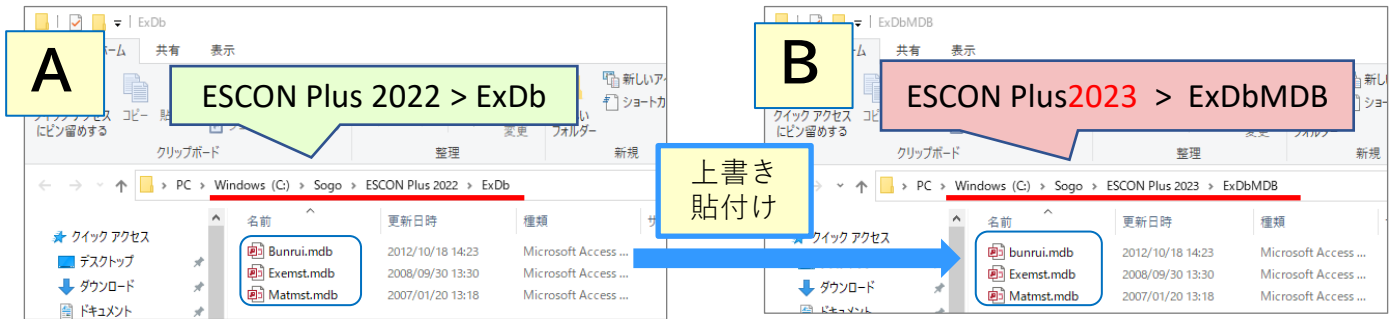 ExDb
A
ホーム 共有 表示
ESCON Plus 2022 > ExDb
新しいア
ショートカ
クイック アクセス
にピン留めする
コピー
変更
フォルダー
クリップボード
整理
新規
PC > Windows (C:) > Sogo > ESCON Plus 2022 > ExDb
名前 更新日時 種類
クイック アクセス
デスクトップ
ダウンロード
ドキュメント
Bunrui.mdb 2012/10/18 14:23 Microsoft Access ...
Exemst.mdb 2008/09/30 13:30 Microsoft Access ...
Matmst.mdb 2007/01/20 13:18 Microsoft Access ...
上書き
貼付け
ExDbMDB
B
共有 表示
ESCON Plus2023 > ExDbMDB
新し
ショー
クイック アクセス
にピン留めする
フォルダー
クリップボード
整理
新規
PC > Windows (C:) > Sogo > ESCON Plus 2023 > ExDbMDB
名前 更新日時 種類
クイック アクセス
ダウンロード
ドキュメント
bunrui.mdb 2012/10/18 14:23 Microsoft Access ...
Exemst.mdb 2008/09/30 13:30 Microsoft Access ...
Matmst.mdb 2007/01/20 13:18 Microsoft Access ...